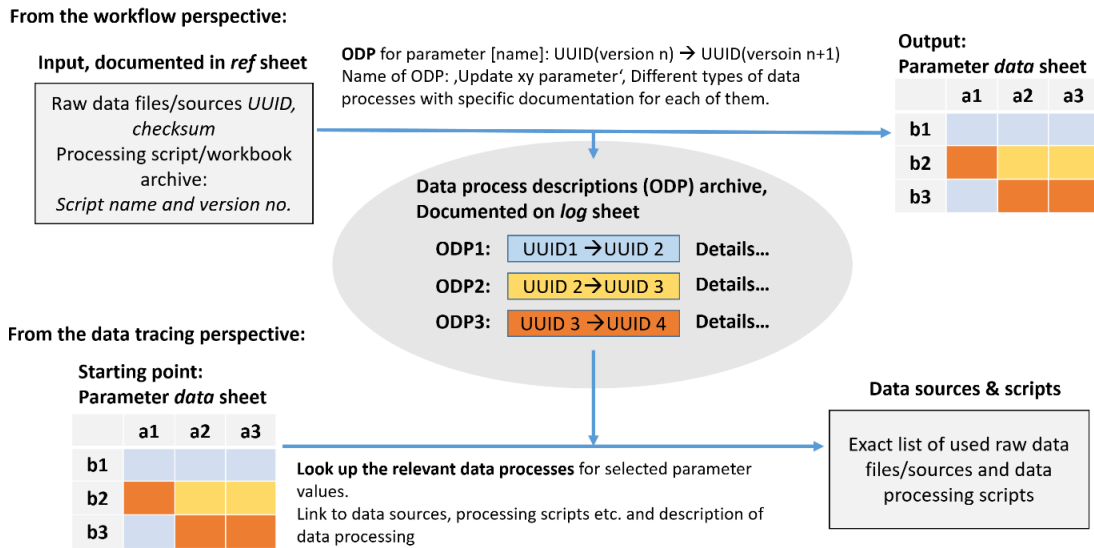 From the workflow perspective:
Input, documented in ref sheet
Raw data files/sources UUID,
checksum
Processing script/workbook
archive:
Script name and version no.
ODP for parameter [name]: UUID(version n) → UUID(versoin n+1)
Name of ODP: ‚Update xy parameter‘, Different types of data
processes with specific documentation for each of them.
Output:
Parameter data sheet
a1 a2 a3
b1
b2
b3
Data process descriptions (ODP) archive,
Documented on log sheet
ODP1: UUID1 → UUID 2 Details...
ODP2: UUID 2 → UUID 3 Details...
ODP3: UUID 3 → UUID 4 Details...
From the data tracing perspective:
Starting point:
Parameter data sheet
a1 a2 a3
b1
b2
b3
Look up the relevant data processes for selected parameter
values.
Link to data sources, processing scripts etc. and description of
data processing
Data sources & scripts
Exact list of used raw data
files/sources and data
processing scripts